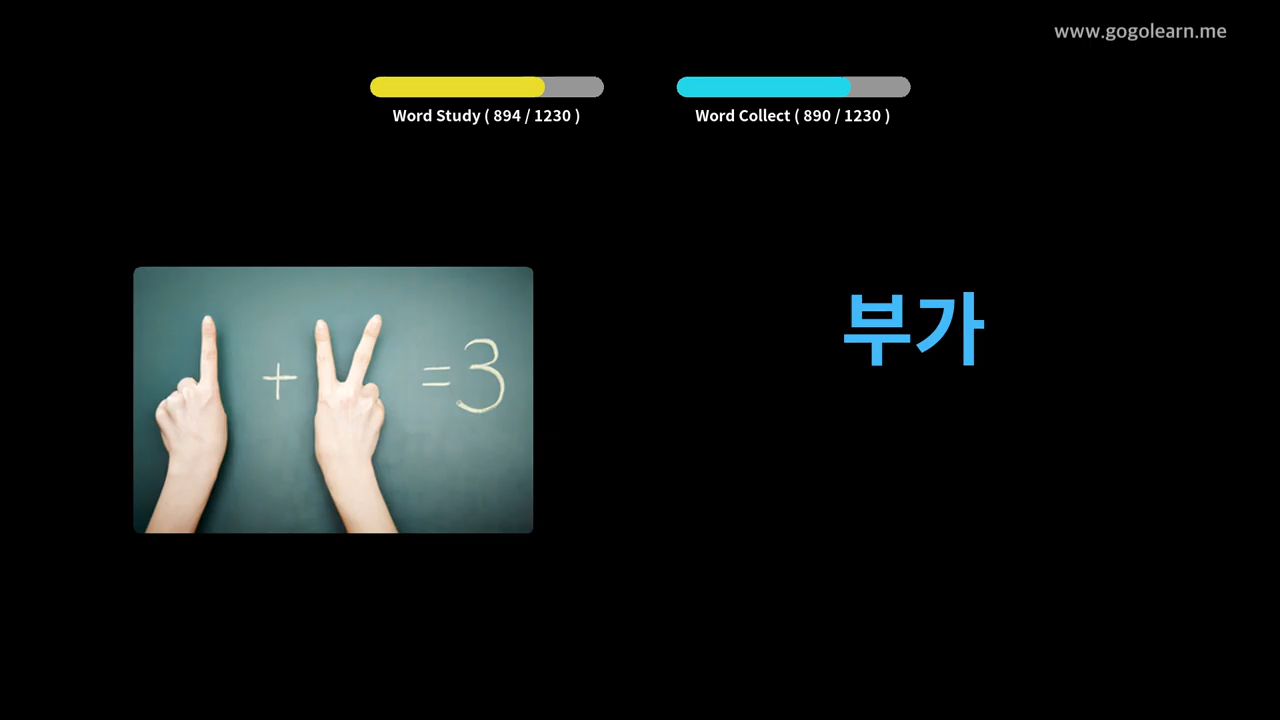 www.gogolearn.me
Word Study ( 894 / 1230 )
Word Collect ( 890 / 1230 )
+ = 3
부가